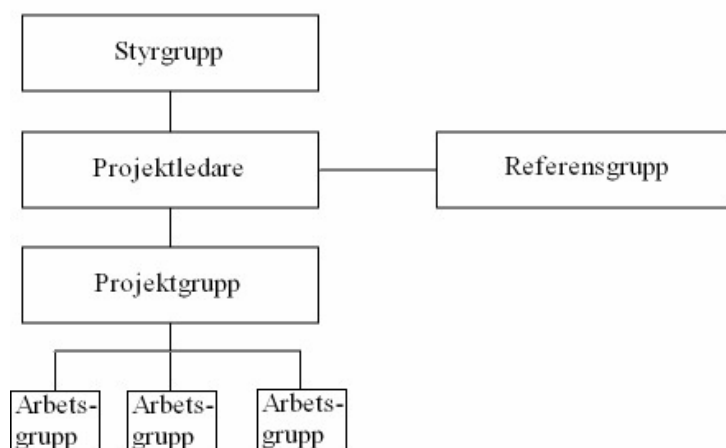 Styrgrupp
Projektledare
Referensgrupp
Projektgrupp
Arbets-
grupp
Arbets-
grupp
Arbets-
grupp